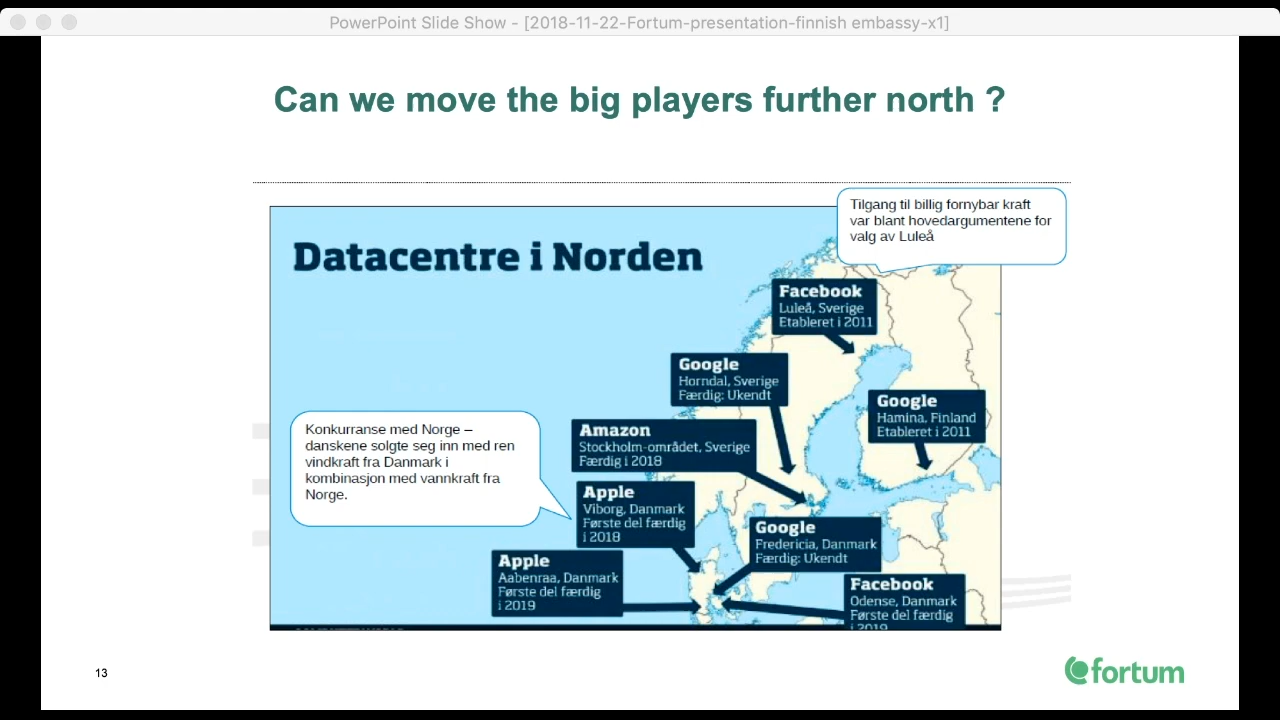 PowerPoint Slide Show - [2018-11-22-Fortum-presentation-finnish embassy-x1]
Can we move the big players further north ?
Tilgang til billig fornybar kraft
var blant hovedargumentene for
valg av Luleå
Datacentre i Norden
Facebook
Luleå, Sverige
Etableret i 2011
Google
Horndal, Sverige
Færdig: Ukendt
Google
Hamina, Finland
Etableret i 2011
Konkurranse med Norge –
danskene solgte seg inn med ren
vindkraft fra Danmark i
kombinasjon med vannkraft fra
Norge.
Amazon
Stockholm-området, Sverige
Færdig i 2018
Apple
Viborg, Danmark
Første del færdig
i 2018
Google
Fredericia, Danmark
Færdig: Ukendt
Apple
Aabenraa, Danmark
Første del færdig
i 2019
Facebook
Odense, Danmark
Første del færdig
i 2019
13
fortum